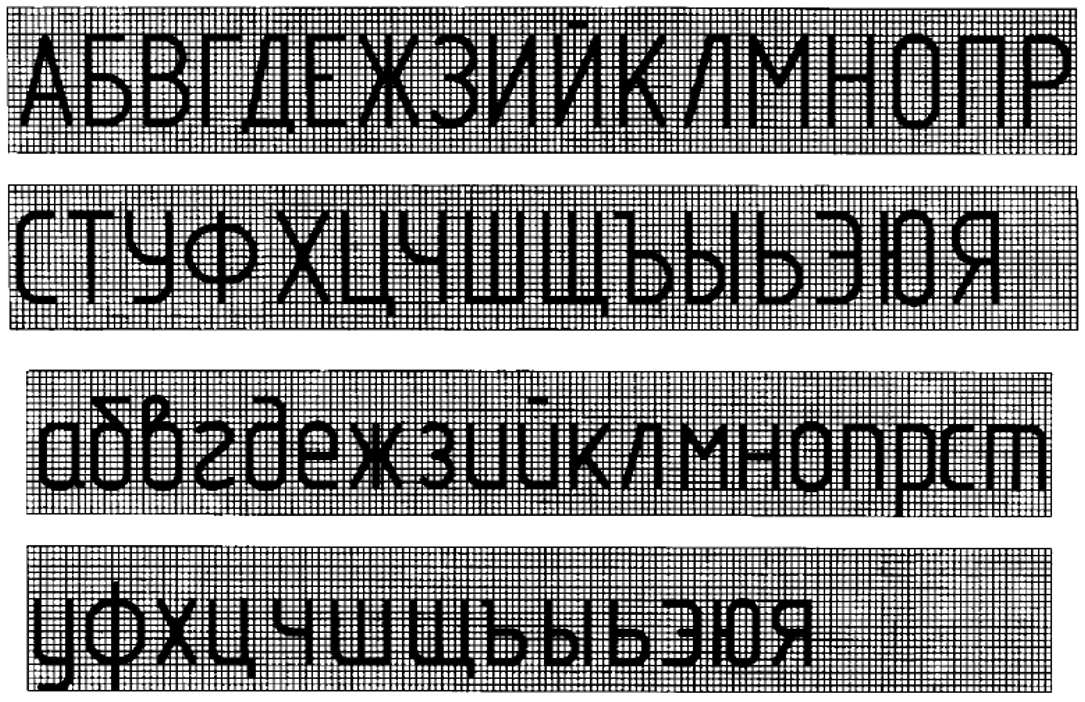 АБВГДЕЖЗИЙКЛМНОПР
СТУФХЦЧШЩЪЫЬЭЮЯ
абвгдежзийклмнопрст
уфхцчшщъыьэюя